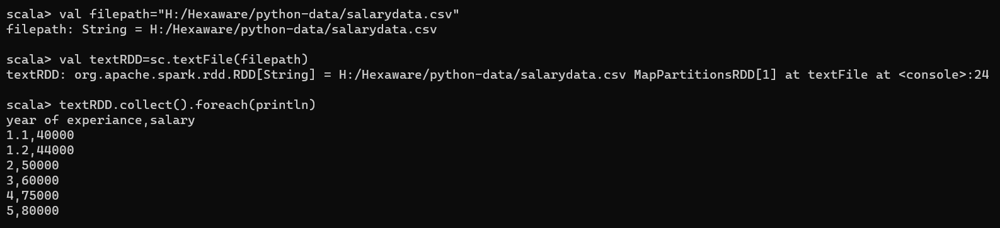 scala> val filepath="H:/Hexaware/python-data/salarydata.csv"
filepath: String = H:/Hexaware/python-data/salarydata.csv
scala> val textRDD=sc.textFile(filepath)
textRDD: org.apache.spark.rdd.RDD[String] = H:/Hexaware/python-data/salarydata.csv MapPartitionsRDD[1] at textFile at <console>:24
scala> textRDD.collect().foreach(println)
year of experiance,salary
1.1,40000
1.2,44000
2,50000
3,60000
4,75000
5,80000